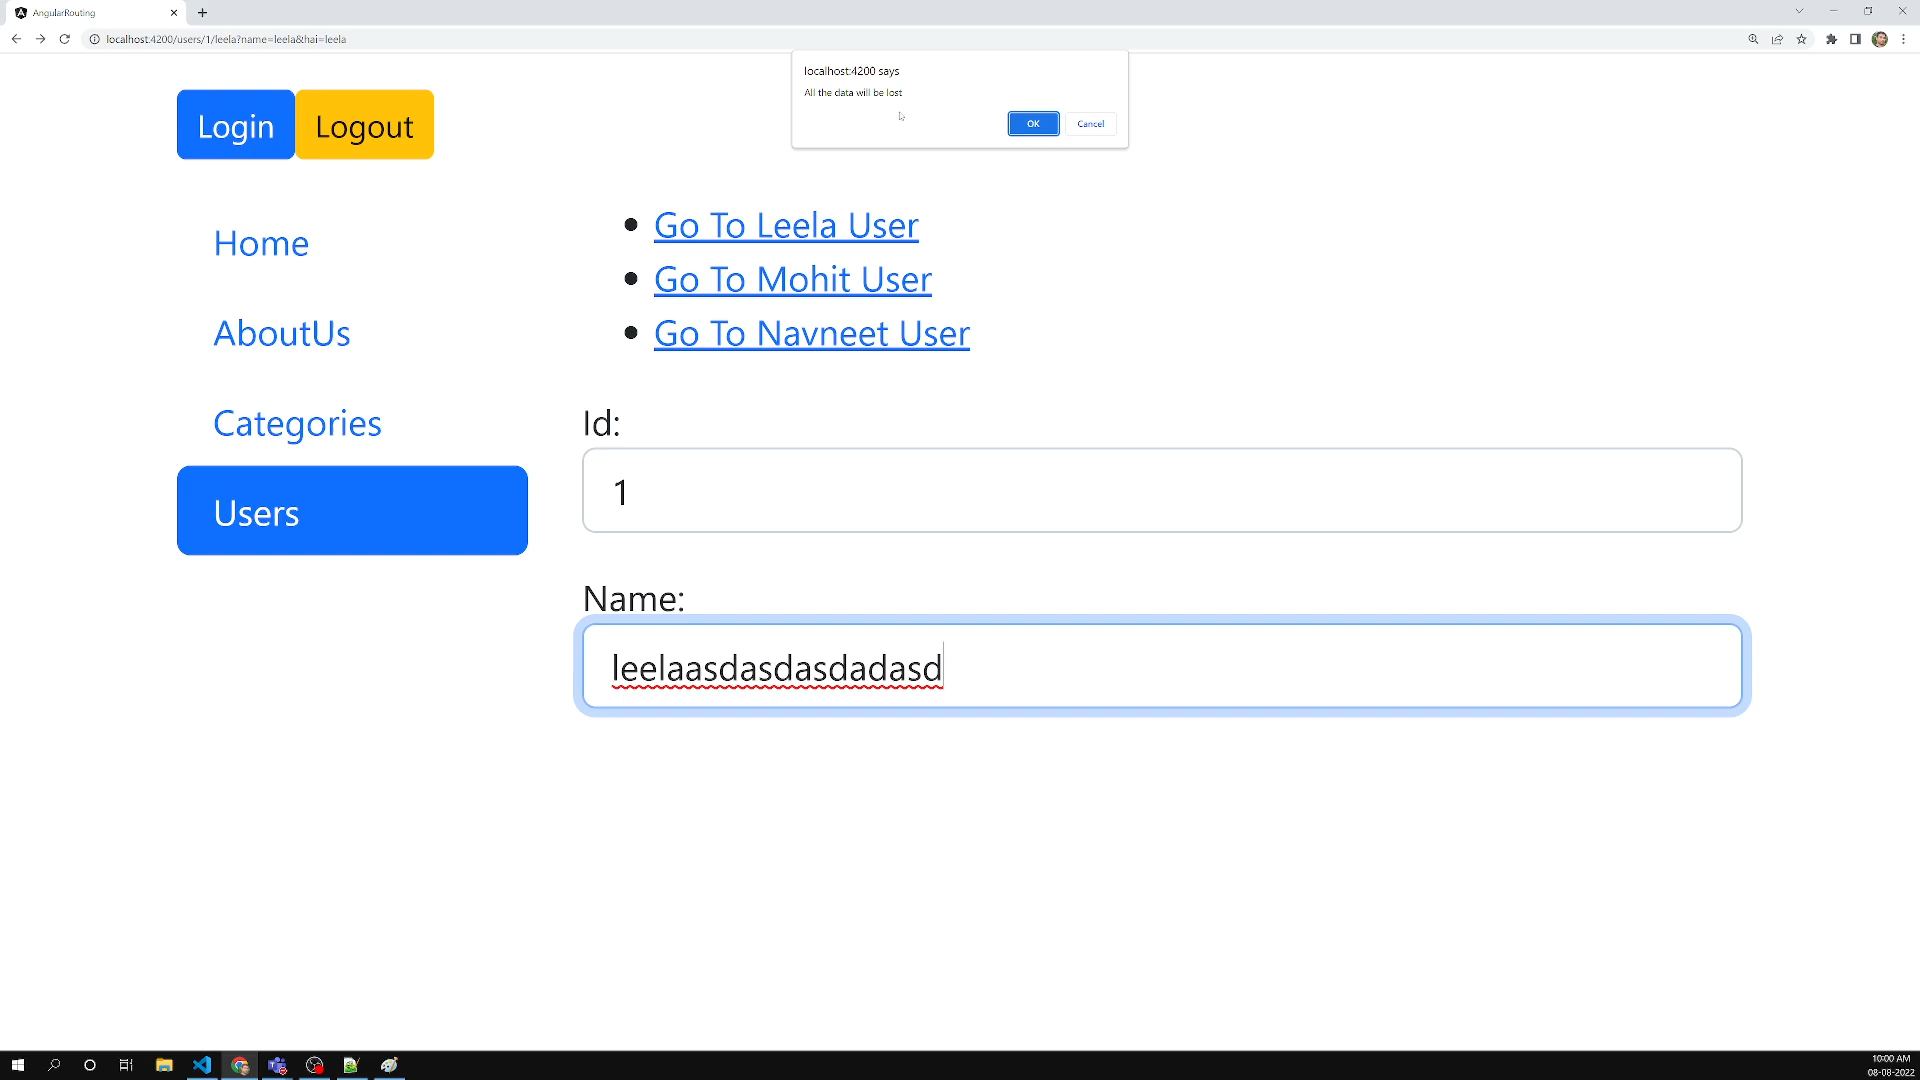 AngularRouting
localhost:4200/users/1/leela?name=leela&hai=leela
localhost:4200 says
All the data will be lost
OK
Cancel
Login
Logout
Home
AboutUs
Categories
Users
Go To Leela User
Go To Mohit User
Go To Navneet User
Id:
1
Name:
leelaasdasdasdadasd
10:00 AM
08-08-2022